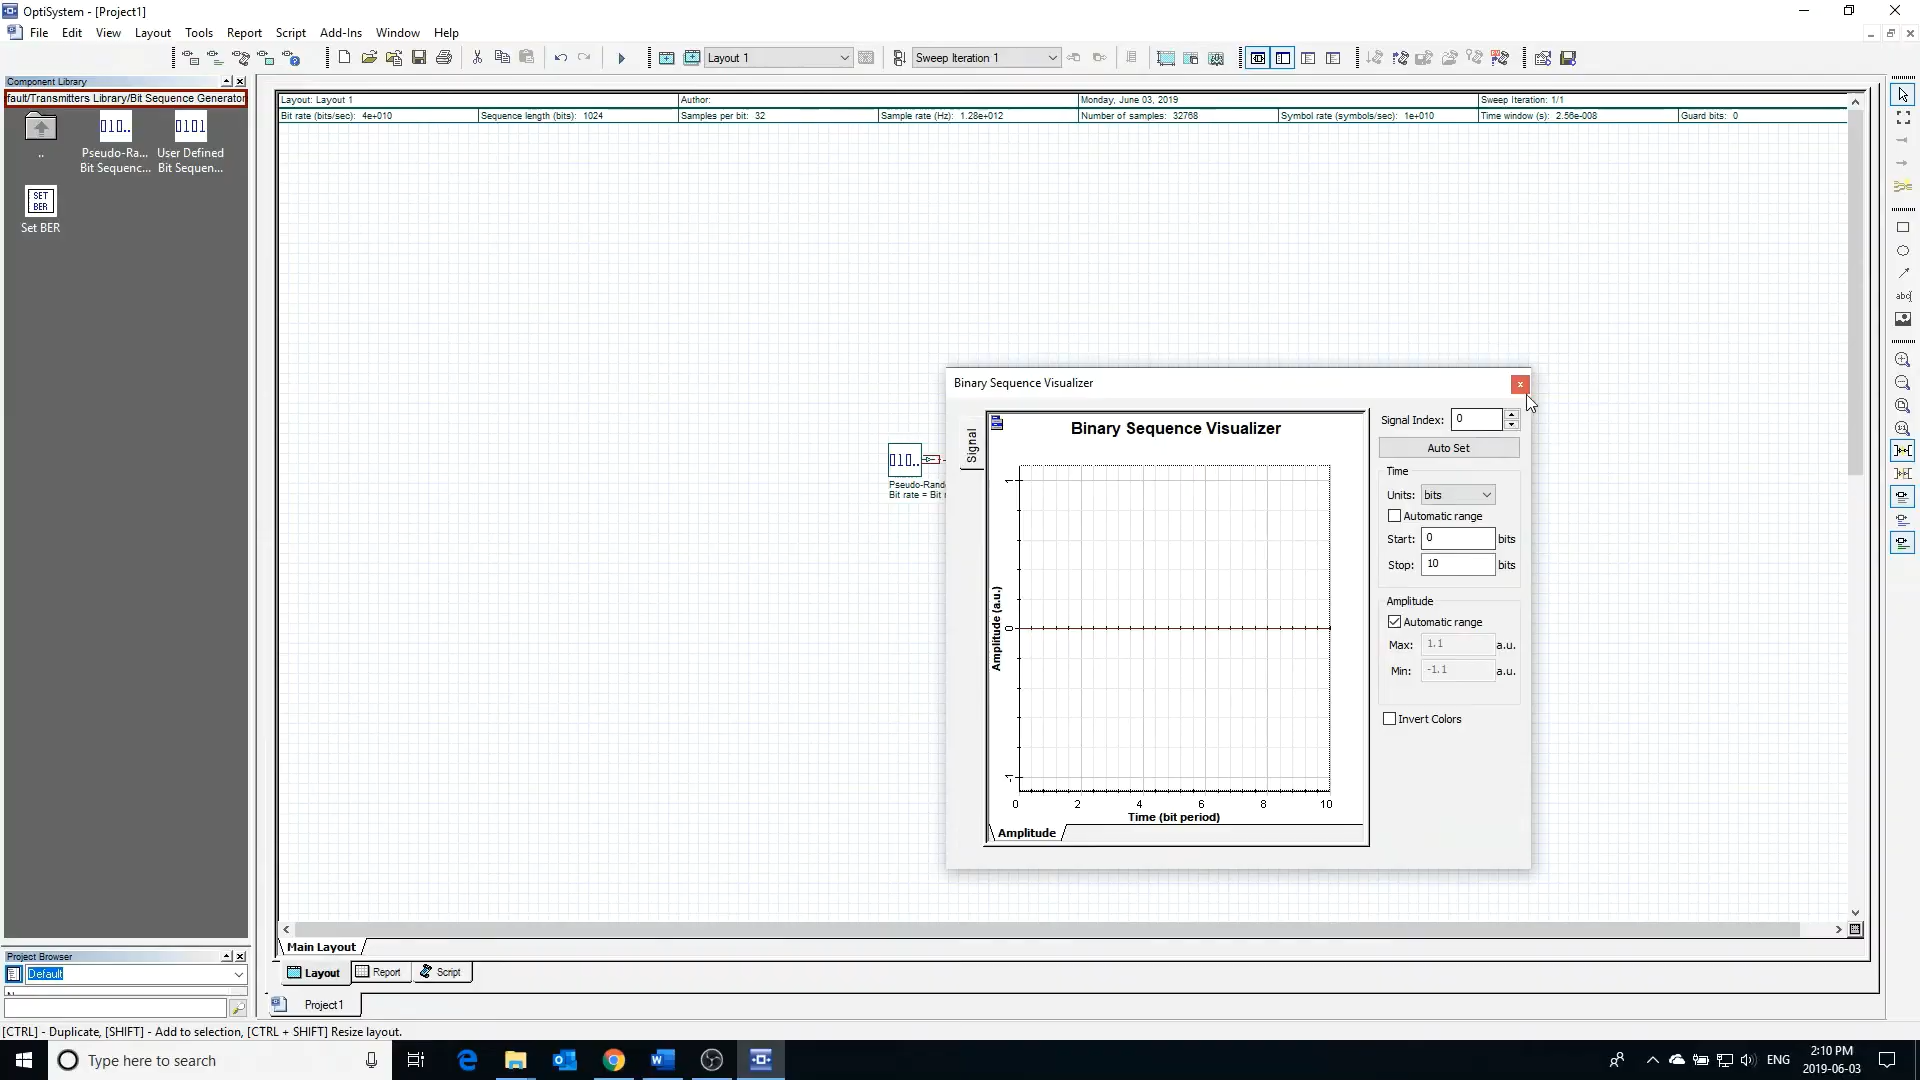 OptiSystem - [Project1]
File Edit View Layout Tools Report Script Add-Ins Window Help
Layout 1
Sweep Iteration 1
Component Library
fault/Transmitters Library/Bit Sequence Generator
..
Pseudo-Ra...
Bit Sequenc...
User Defined
Bit Sequen...
SET
BER
Set BER
Layout: Layout 1
Author:
Monday, June 03, 2019
Sweep Iteration: 1/1
Bit rate (bits/sec): 4e+010
Sequence length (bits): 1024
Samples per bit: 32
Sample rate (Hz): 1.28e+012
Number of samples: 32768
Symbol rate (symbols/sec): 1e+010
Time window (s): 2.56e-008
Guard bits: 0
010..
0101
abc
010..
Pseudo-Rand
Bit rate = Bit r
Binary Sequence Visualizer
x
Signal
Binary Sequence Visualizer
Amplitude (a.u.)
1
0
-1
0 2 4 6 8 10
Time (bit period)
Amplitude
Signal Index: 0
Auto Set
Time
Units: bits
Automatic range
Start: 0 bits
Stop: 10 bits
Amplitude
Automatic range
Max: 1.1 a.u.
Min: -1.1 a.u.
Invert Colors
Main Layout
Layout Report Script
Project1
Project Browser
Default
[CTRL] - Duplicate, [SHIFT] - Add to selection, [CTRL + SHIFT] Resize layout.
Type here to search
ENG
2:10 PM
2019-06-03